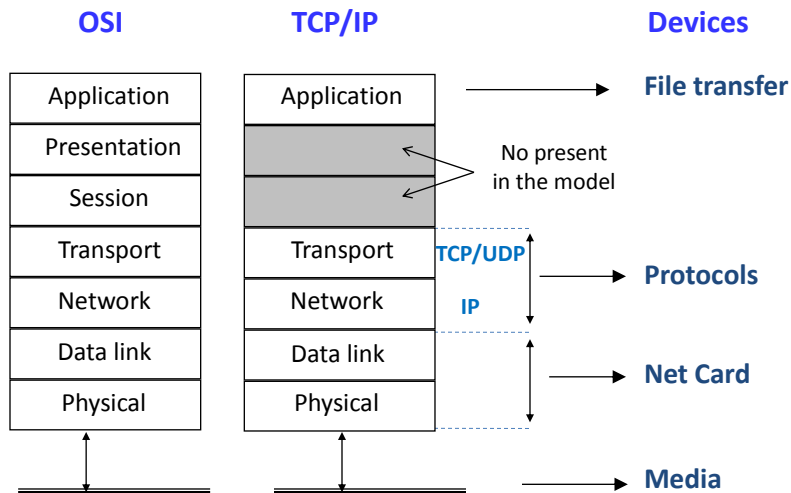 OSI
TCP/IP
Devices
Application
Application
File transfer
Presentation
No present
in the model
Session
Transport
Transport
TCP/UDP
Protocols
Network
Network
IP
Data link
Data link
Net Card
Physical
Physical
Media